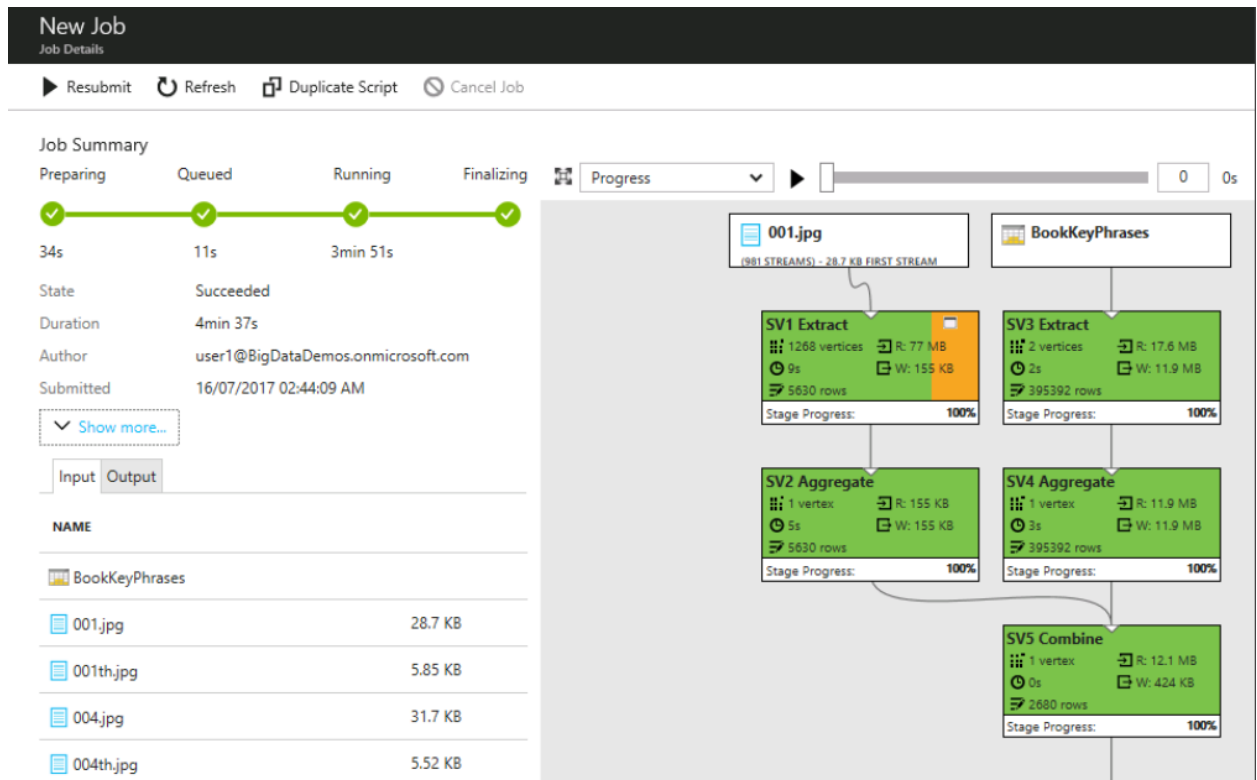 New Job
Job Details
Resubmit Refresh Duplicate Script Cancel Job
Job Summary
Preparing Queued Running Finalizing
34s 11s 3min 51s
State Succeeded
Duration 4min 37s
Author user1@BigDataDemos.onmicrosoft.com
Submitted 16/07/2017 02:44:09 AM
Show more...
Input Output
NAME
BookKeyPhrases
001.jpg 28.7 KB
001th.jpg 5.85 KB
004.jpg 31.7 KB
004th.jpg 5.52 KB
Progress 0 0s
001.jpg
(981 STREAMS) - 28.7 KB FIRST STREAM
BookKeyPhrases
SV1 Extract
1268 vertices R: 77 MB
9s W: 155 KB
5630 rows
Stage Progress: 100%
SV3 Extract
2 vertices R: 17.6 MB
2s W: 11.9 MB
395392 rows
Stage Progress: 100%
SV2 Aggregate
1 vertex R: 155 KB
5s W: 155 KB
5630 rows
Stage Progress: 100%
SV4 Aggregate
1 vertex R: 11.9 MB
3s W: 11.9 MB
395392 rows
Stage Progress: 100%
SV5 Combine
1 vertex R: 12.1 MB
0s W: 424 KB
2680 rows
Stage Progress: 100%